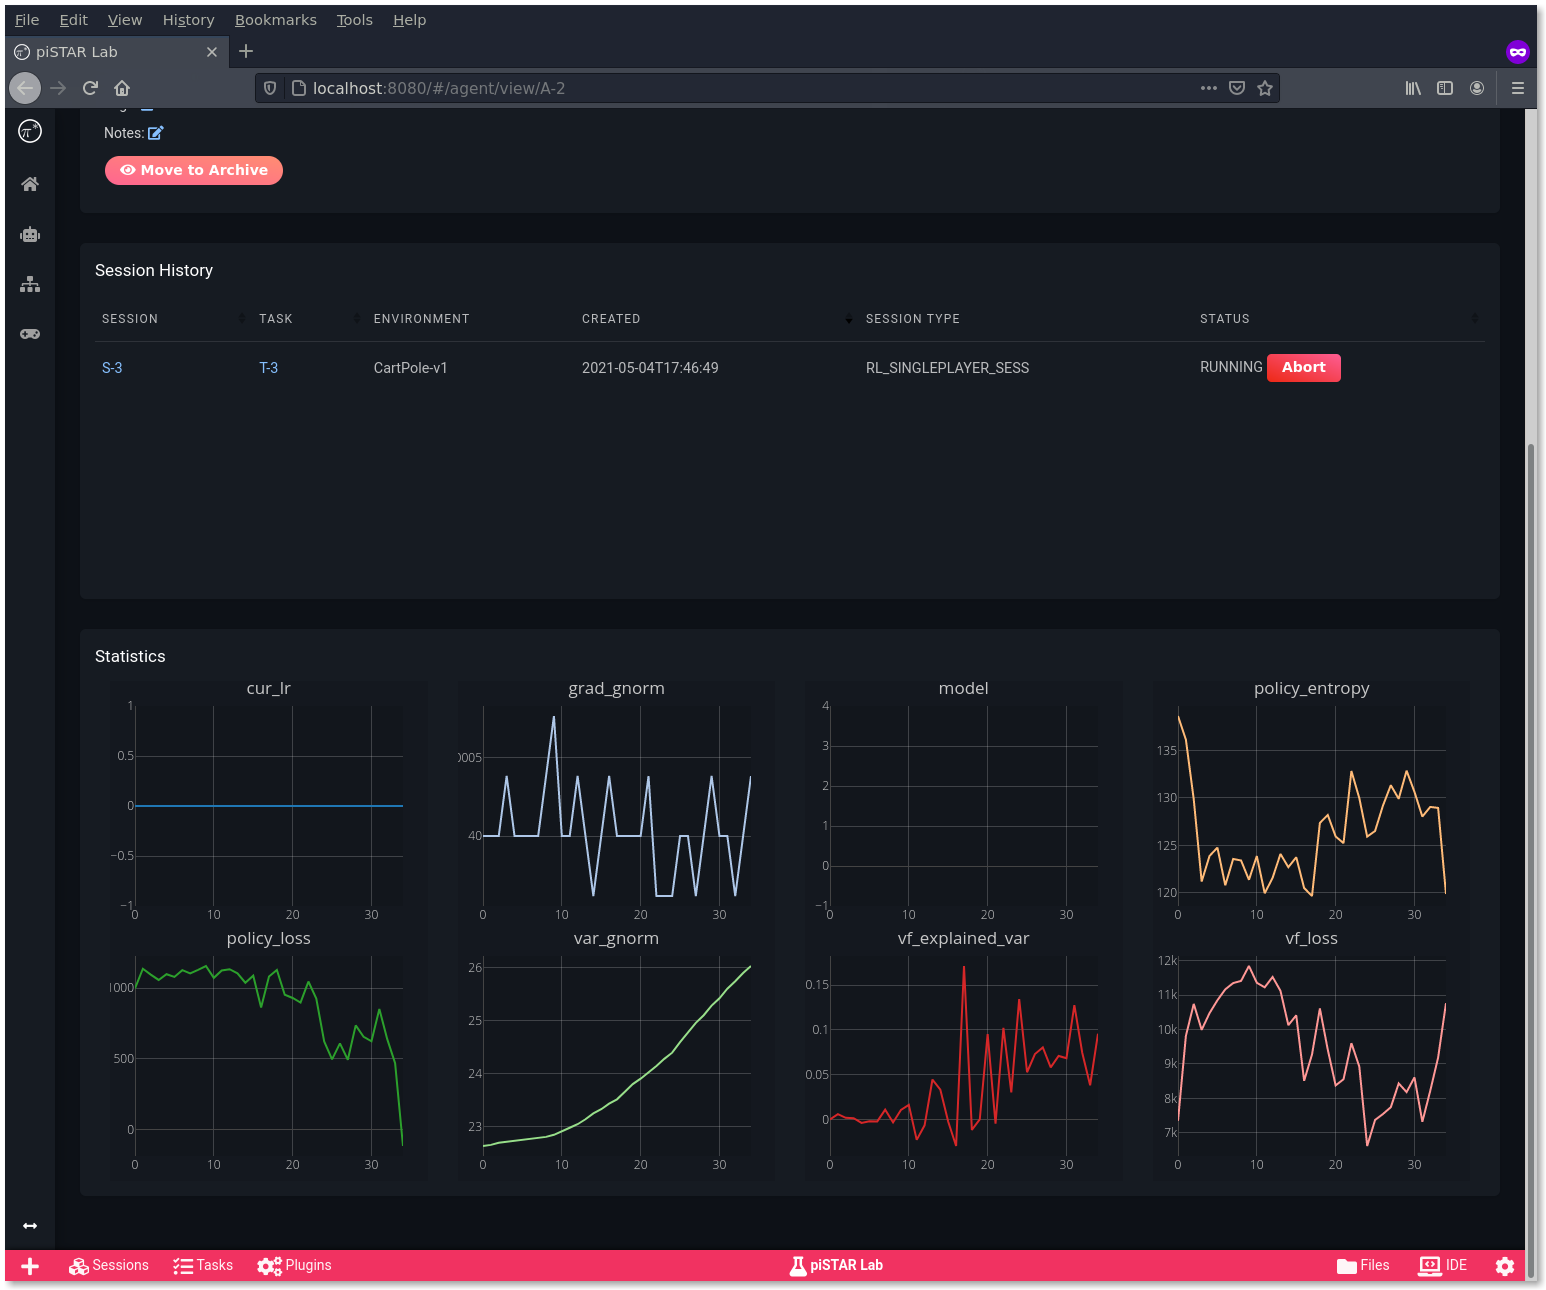 File Edit View History Bookmarks Tools Help
piSTAR Lab
localhost:8080/#/agent/view/A-2
Notes:
Move to Archive
Session History
SESSION TASK ENVIRONMENT CREATED SESSION TYPE STATUS
S-3 T-3 CartPole-v1 2021-05-04T17:46:49 RL_SINGLEPLAYER_SESS RUNNING Abort
Statistics
cur_lr
1
0.5
0
−0.5
−1
0 10 20 30
grad_gnorm
0005
40
0 10 20 30
model
4
3
2
1
0
−1
0 10 20 30
policy_entropy
135
130
125
120
0 10 20 30
policy_loss
1000
500
0
0 10 20 30
var_gnorm
26
25
24
23
0 10 20 30
vf_explained_var
0.15
0.1
0.05
0
0 10 20 30
vf_loss
12k
11k
10k
9k
8k
7k
0 10 20 30
Sessions Tasks Plugins piSTAR Lab Files IDE